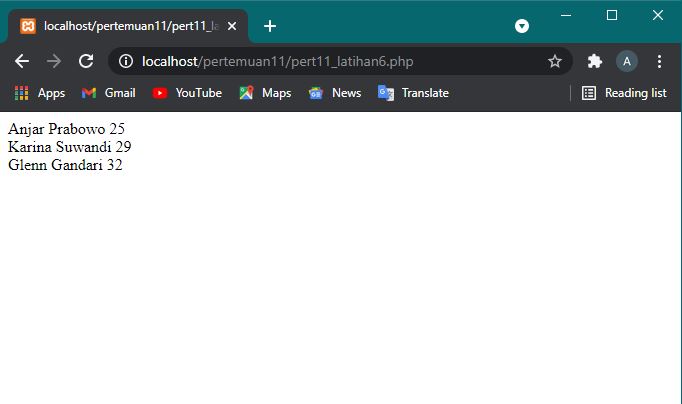 localhost/pertemuan11/pert11_la
localhost/pertemuan11/pert11_latihan6.php
A
Apps Gmail YouTube Maps News Translate Reading list
Anjar Prabowo 25
Karina Suwandi 29
Glenn Gandari 32